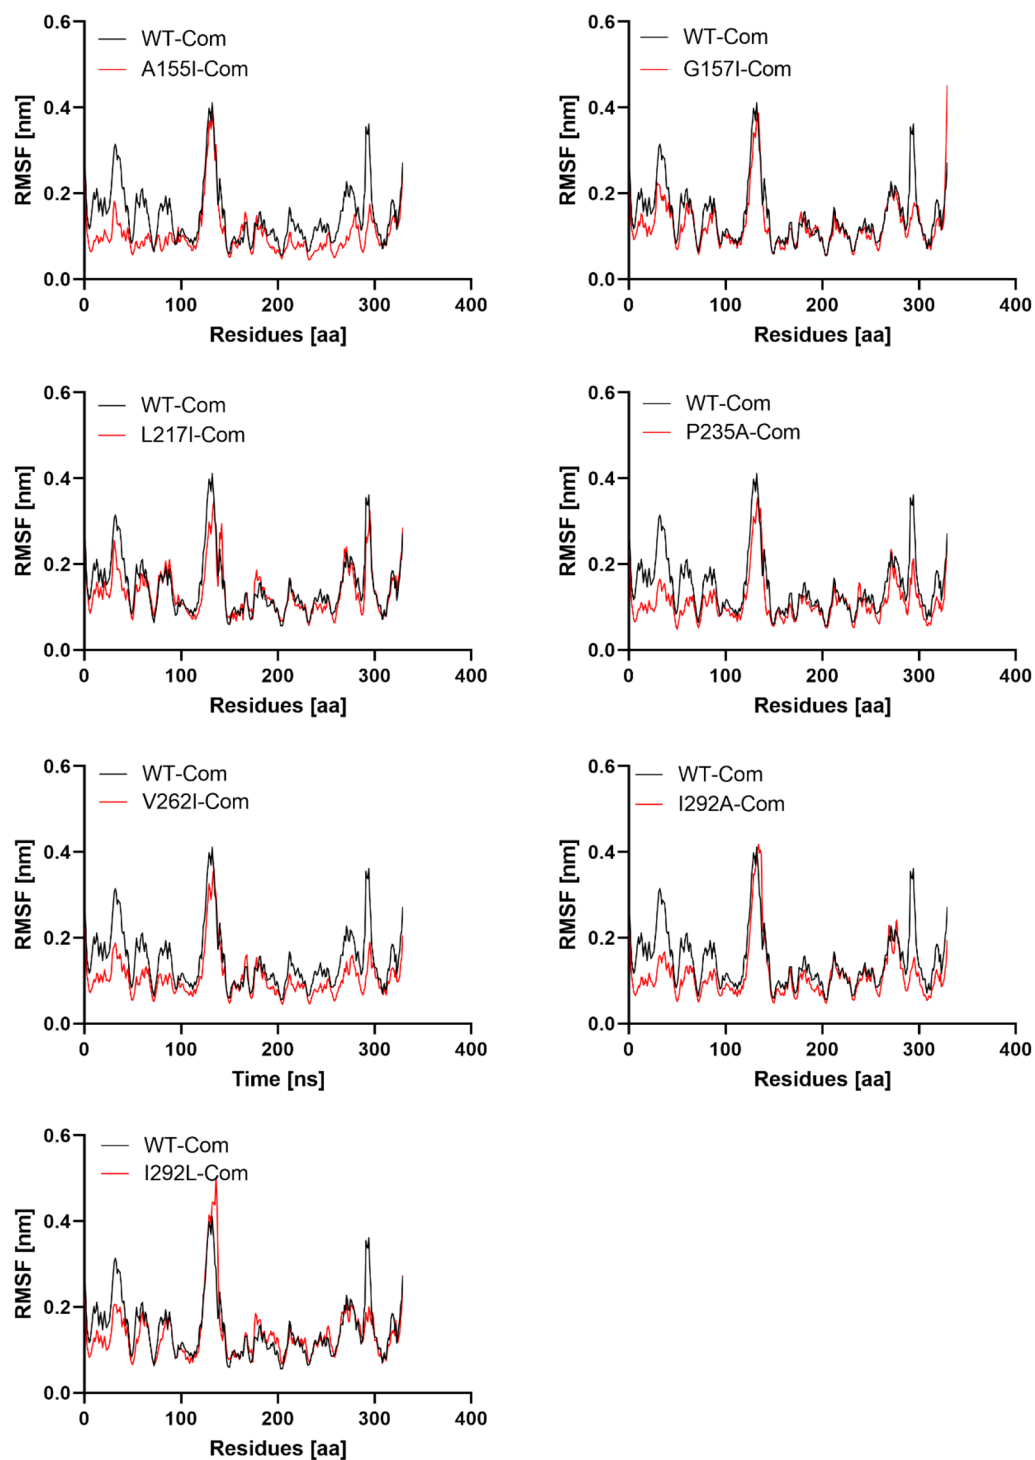 WT-Com
A155I-Com
RMSF [nm]
0.6
0.4
0.2
0.0
0 100 200 300 400
Residues [aa]
WT-Com
G157I-Com
RMSF [nm]
0.6
0.4
0.2
0.0
0 100 200 300 400
Residues [aa]
WT-Com
L217I-Com
RMSF [nm]
0.6
0.4
0.2
0.0
0 100 200 300 400
Residues [aa]
WT-Com
P235A-Com
RMSF [nm]
0.6
0.4
0.2
0.0
0 100 200 300 400
Residues [aa]
WT-Com
V262I-Com
RMSF [nm]
0.6
0.4
0.2
0.0
0 100 200 300 400
Time [ns]
WT-Com
I292A-Com
RMSF [nm]
0.6
0.4
0.2
0.0
0 100 200 300 400
Residues [aa]
WT-Com
I292L-Com
RMSF [nm]
0.6
0.4
0.2
0.0
0 100 200 300 400
Residues [aa]